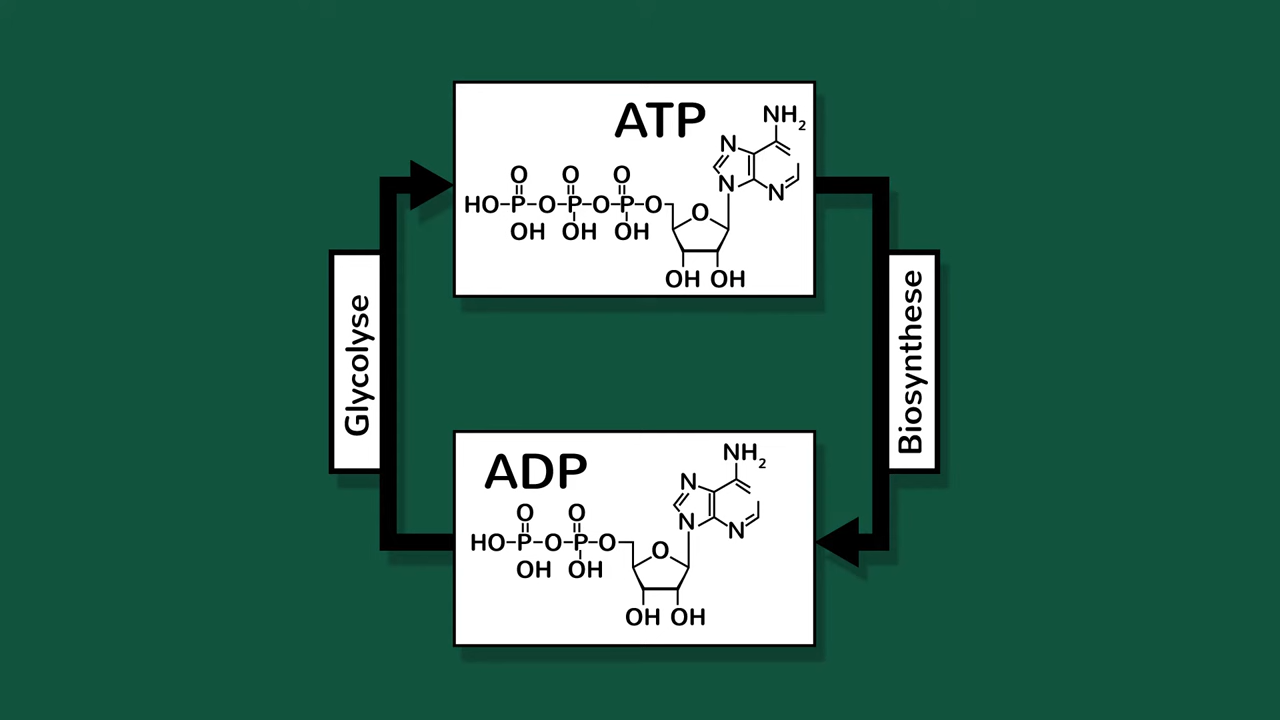 ATP
NH₂
N
N
N
O O O
HO-P-O-P-O-P-O
OH OH OH
O
OH OH
Glycolyse
Biosynthese
ADP
NH₂
N
N
N
O O
HO-P-O-P-O
OH OH
O
OH OH